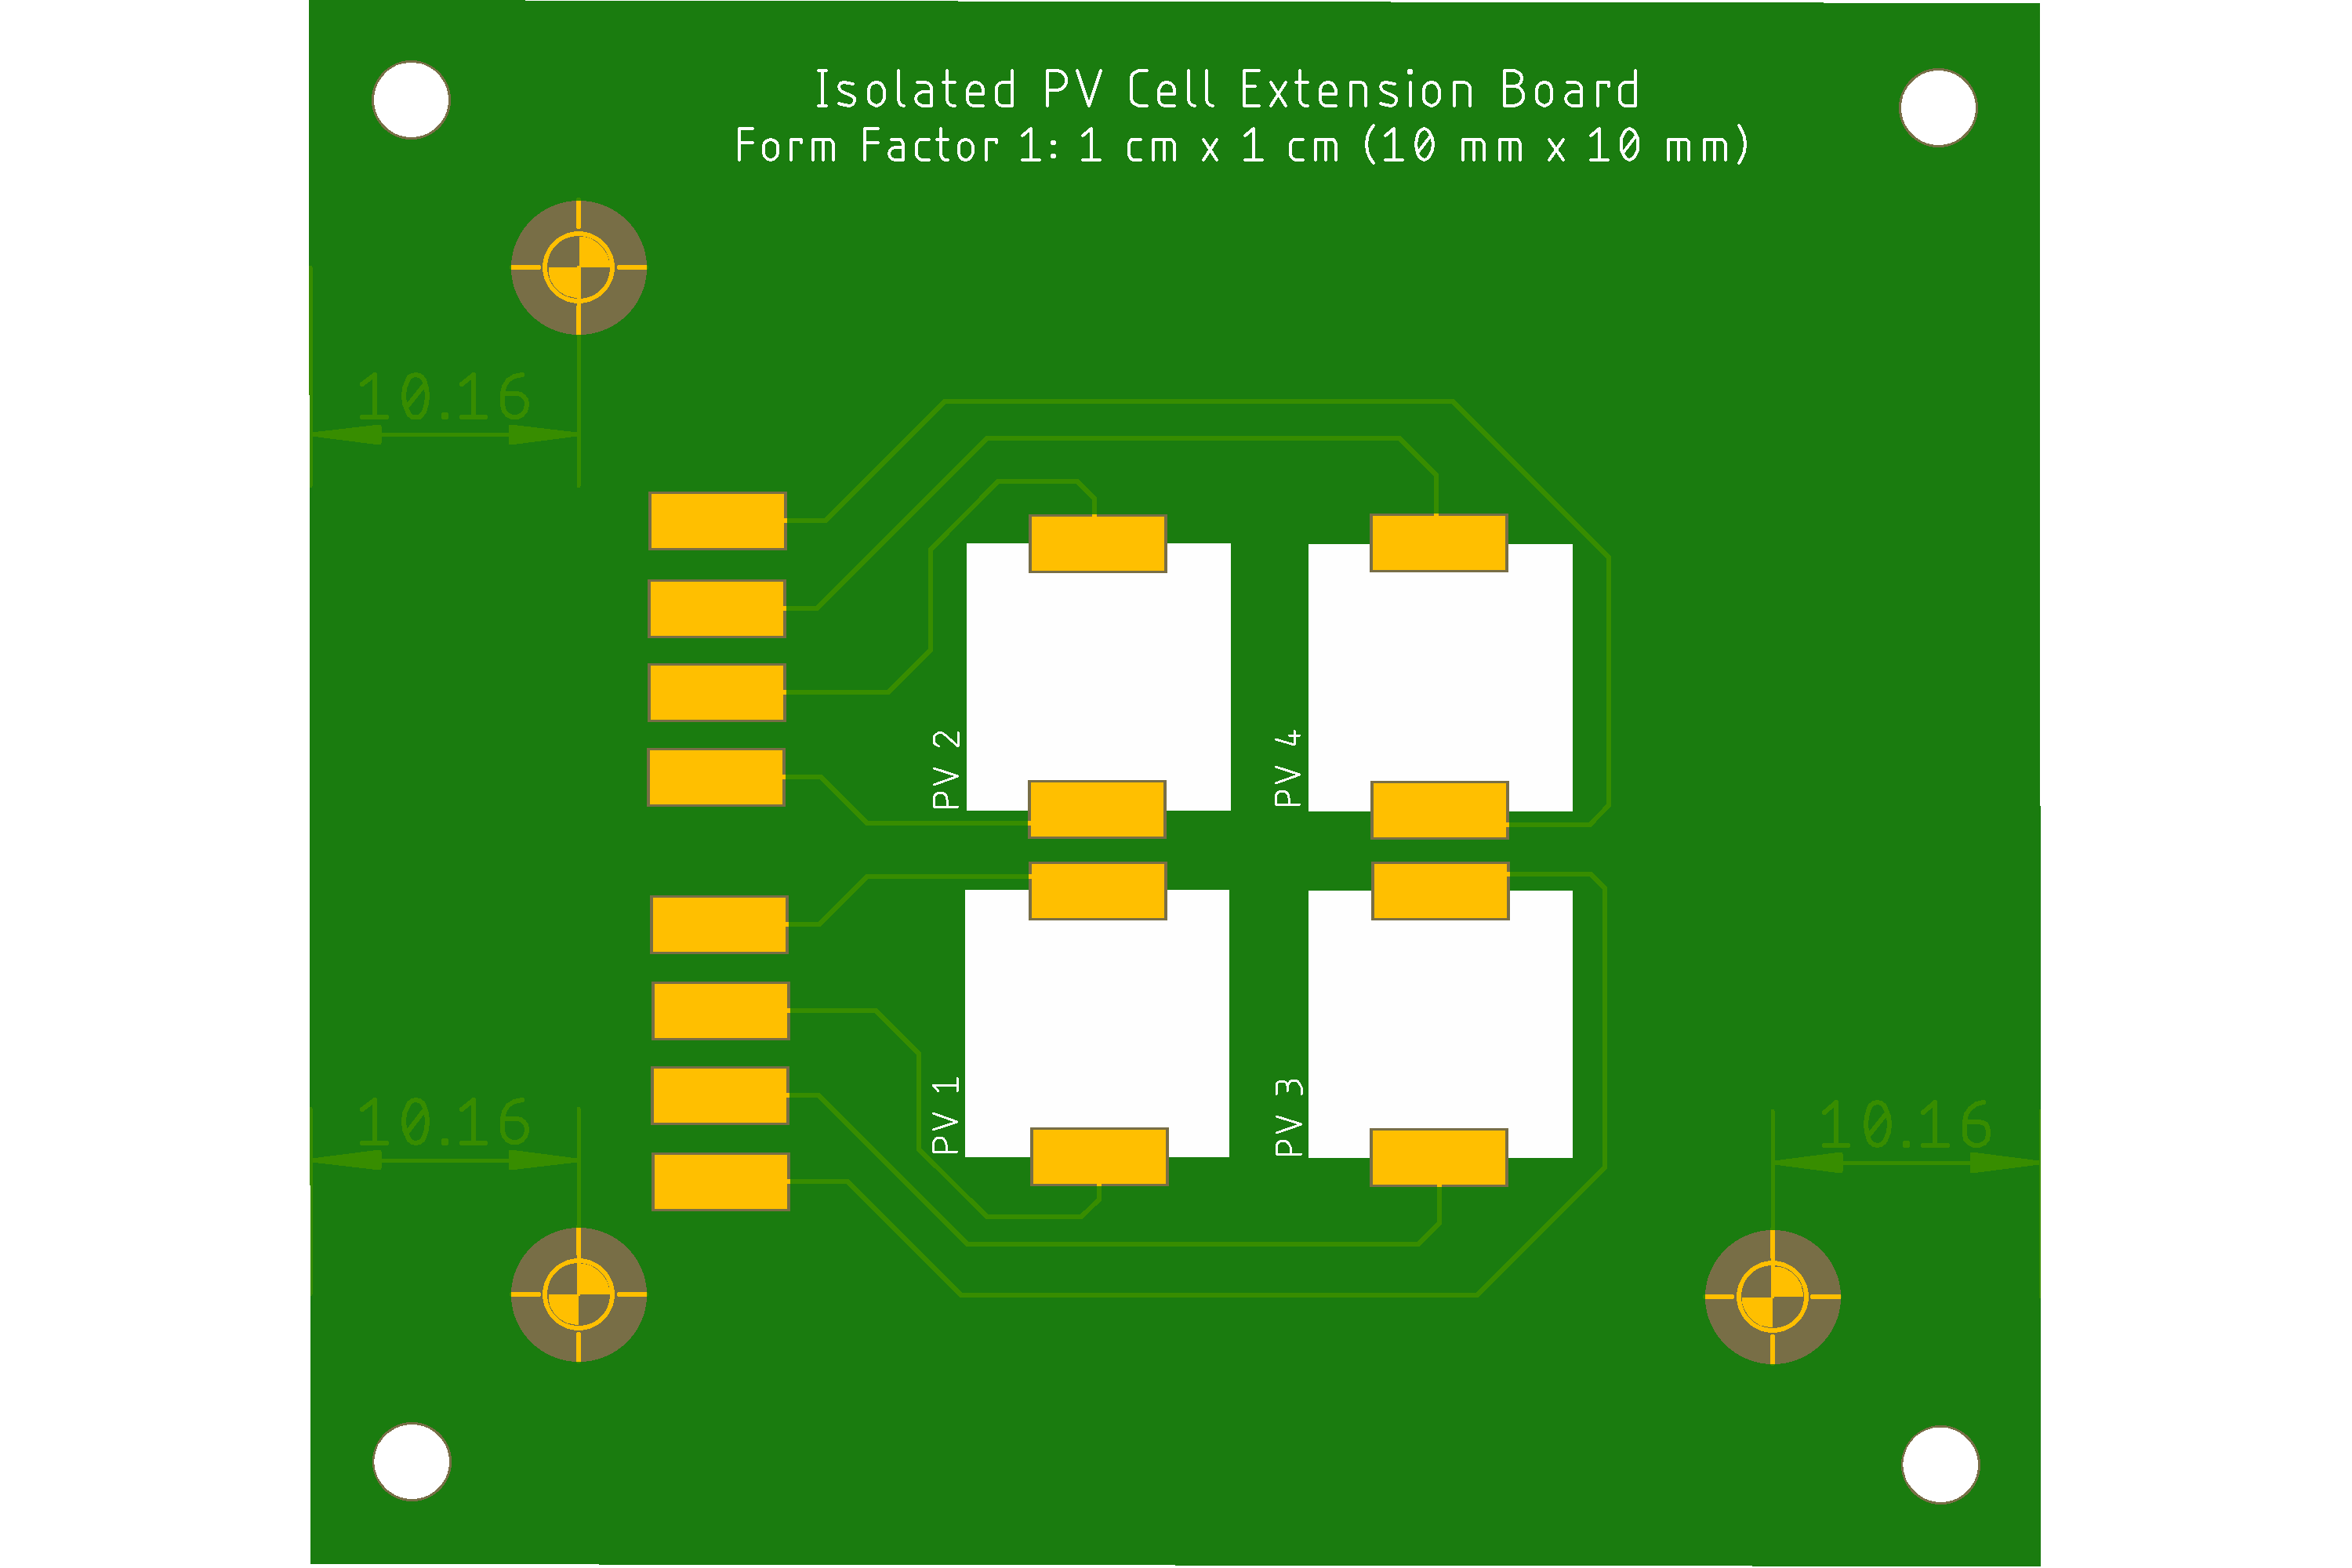 Isolated PV Cell Extension Board
Form Factor 1: 1 cm x 1 cm (10 mm x 10 mm)
10.16
PV 2
PV 4
PV 1
PV 3
10.16
10.16